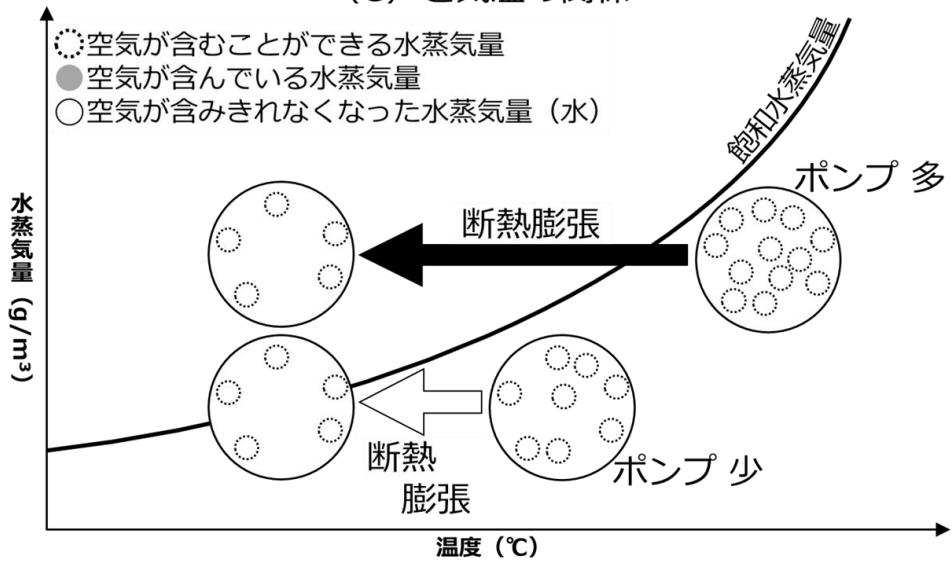 空気が含むことができる水蒸気量
空気が含んでいる水蒸気量
空気が含みきれなくなった水蒸気量（水）
飽和水蒸気量
ポンプ 多
断熱膨張
水蒸気量（g/m³）
断熱
膨張
ポンプ 少
温度（℃）